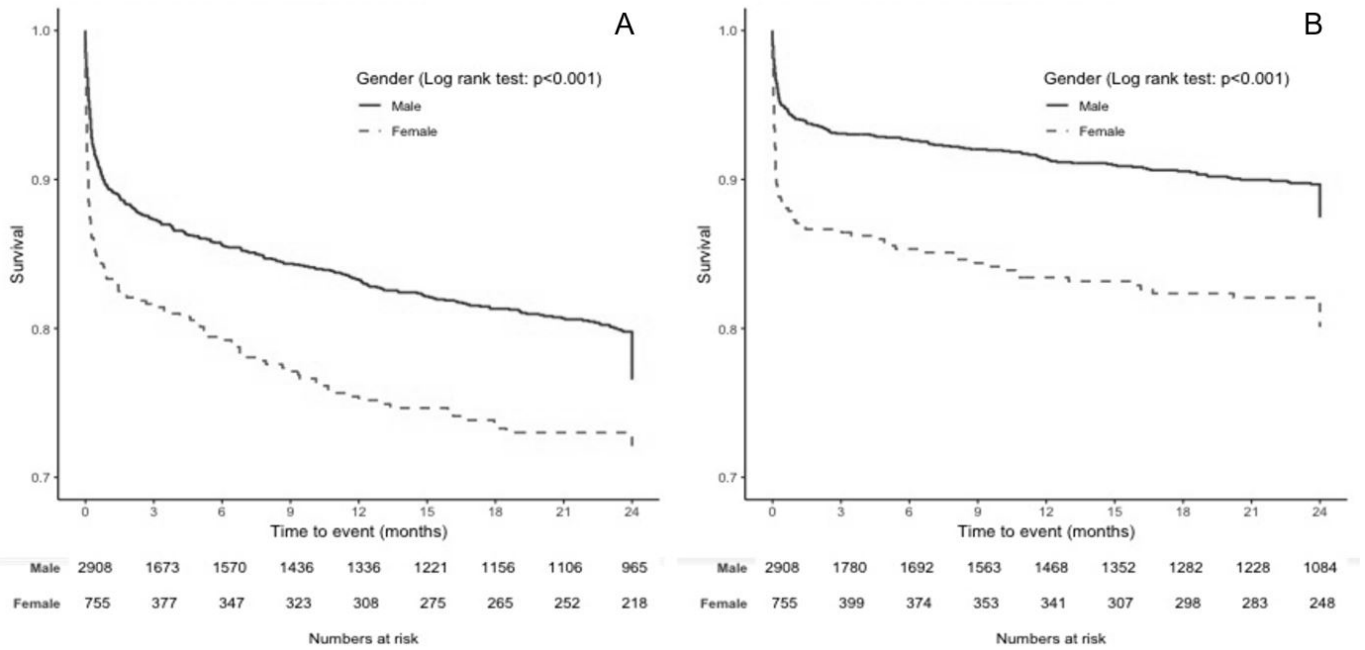 A
1.0
0.9
0.8
0.7
Survival
Gender (Log rank test: p<0.001)
Male
Female
0 3 6 9 12 15 18 21 24
Time to event (months)
Male 2908 1673 1570 1436 1336 1221 1156 1106 965
Female 755 377 347 323 308 275 265 252 218
Numbers at risk
B
1.0
0.9
0.8
0.7
Survival
Gender (Log rank test: p<0.001)
Male
Female
0 3 6 9 12 15 18 21 24
Time to event (months)
Male 2908 1780 1692 1563 1468 1352 1282 1228 1084
Female 755 399 374 353 341 307 298 283 248
Numbers at risk